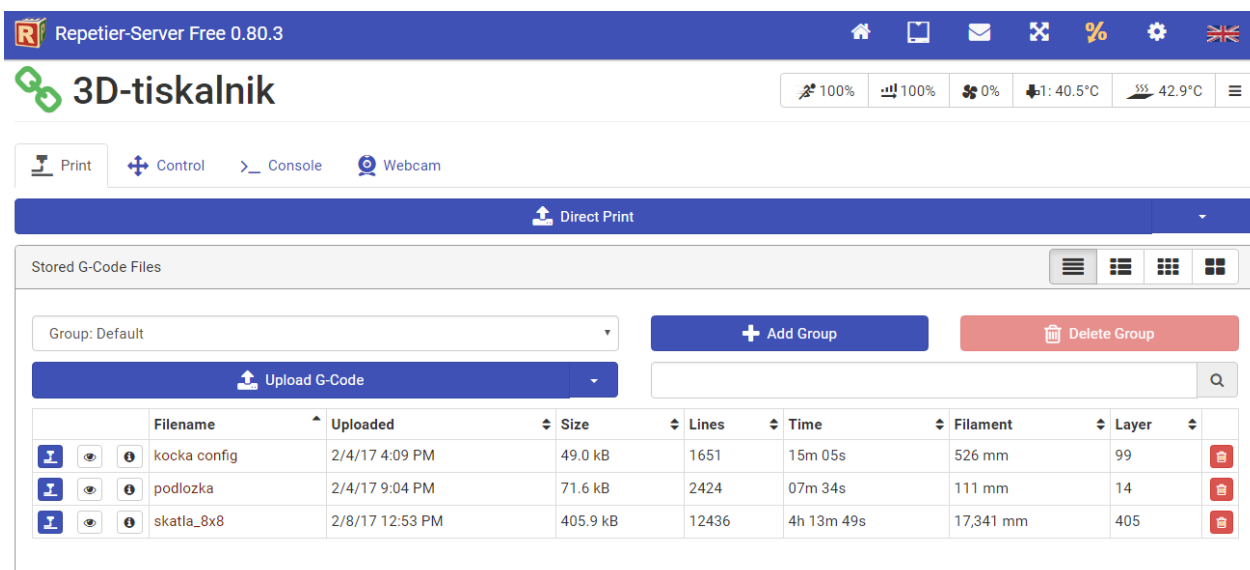 R Repetier-Server Free 0.80.3 %
3D-tiskalnik 100% 100% 0% 1: 40.5°C 42.9°C
Print Control >_ Console Webcam
Direct Print
Stored G-Code Files
Group: Default Add Group Delete Group
Upload G-Code
Filename Uploaded Size Lines Time Filament Layer
kocka config 2/4/17 4:09 PM 49.0 kB 1651 15m 05s 526 mm 99
podlozka 2/4/17 9:04 PM 71.6 kB 2424 07m 34s 111 mm 14
skatla_8x8 2/8/17 12:53 PM 405.9 kB 12436 4h 13m 49s 17,341 mm 405